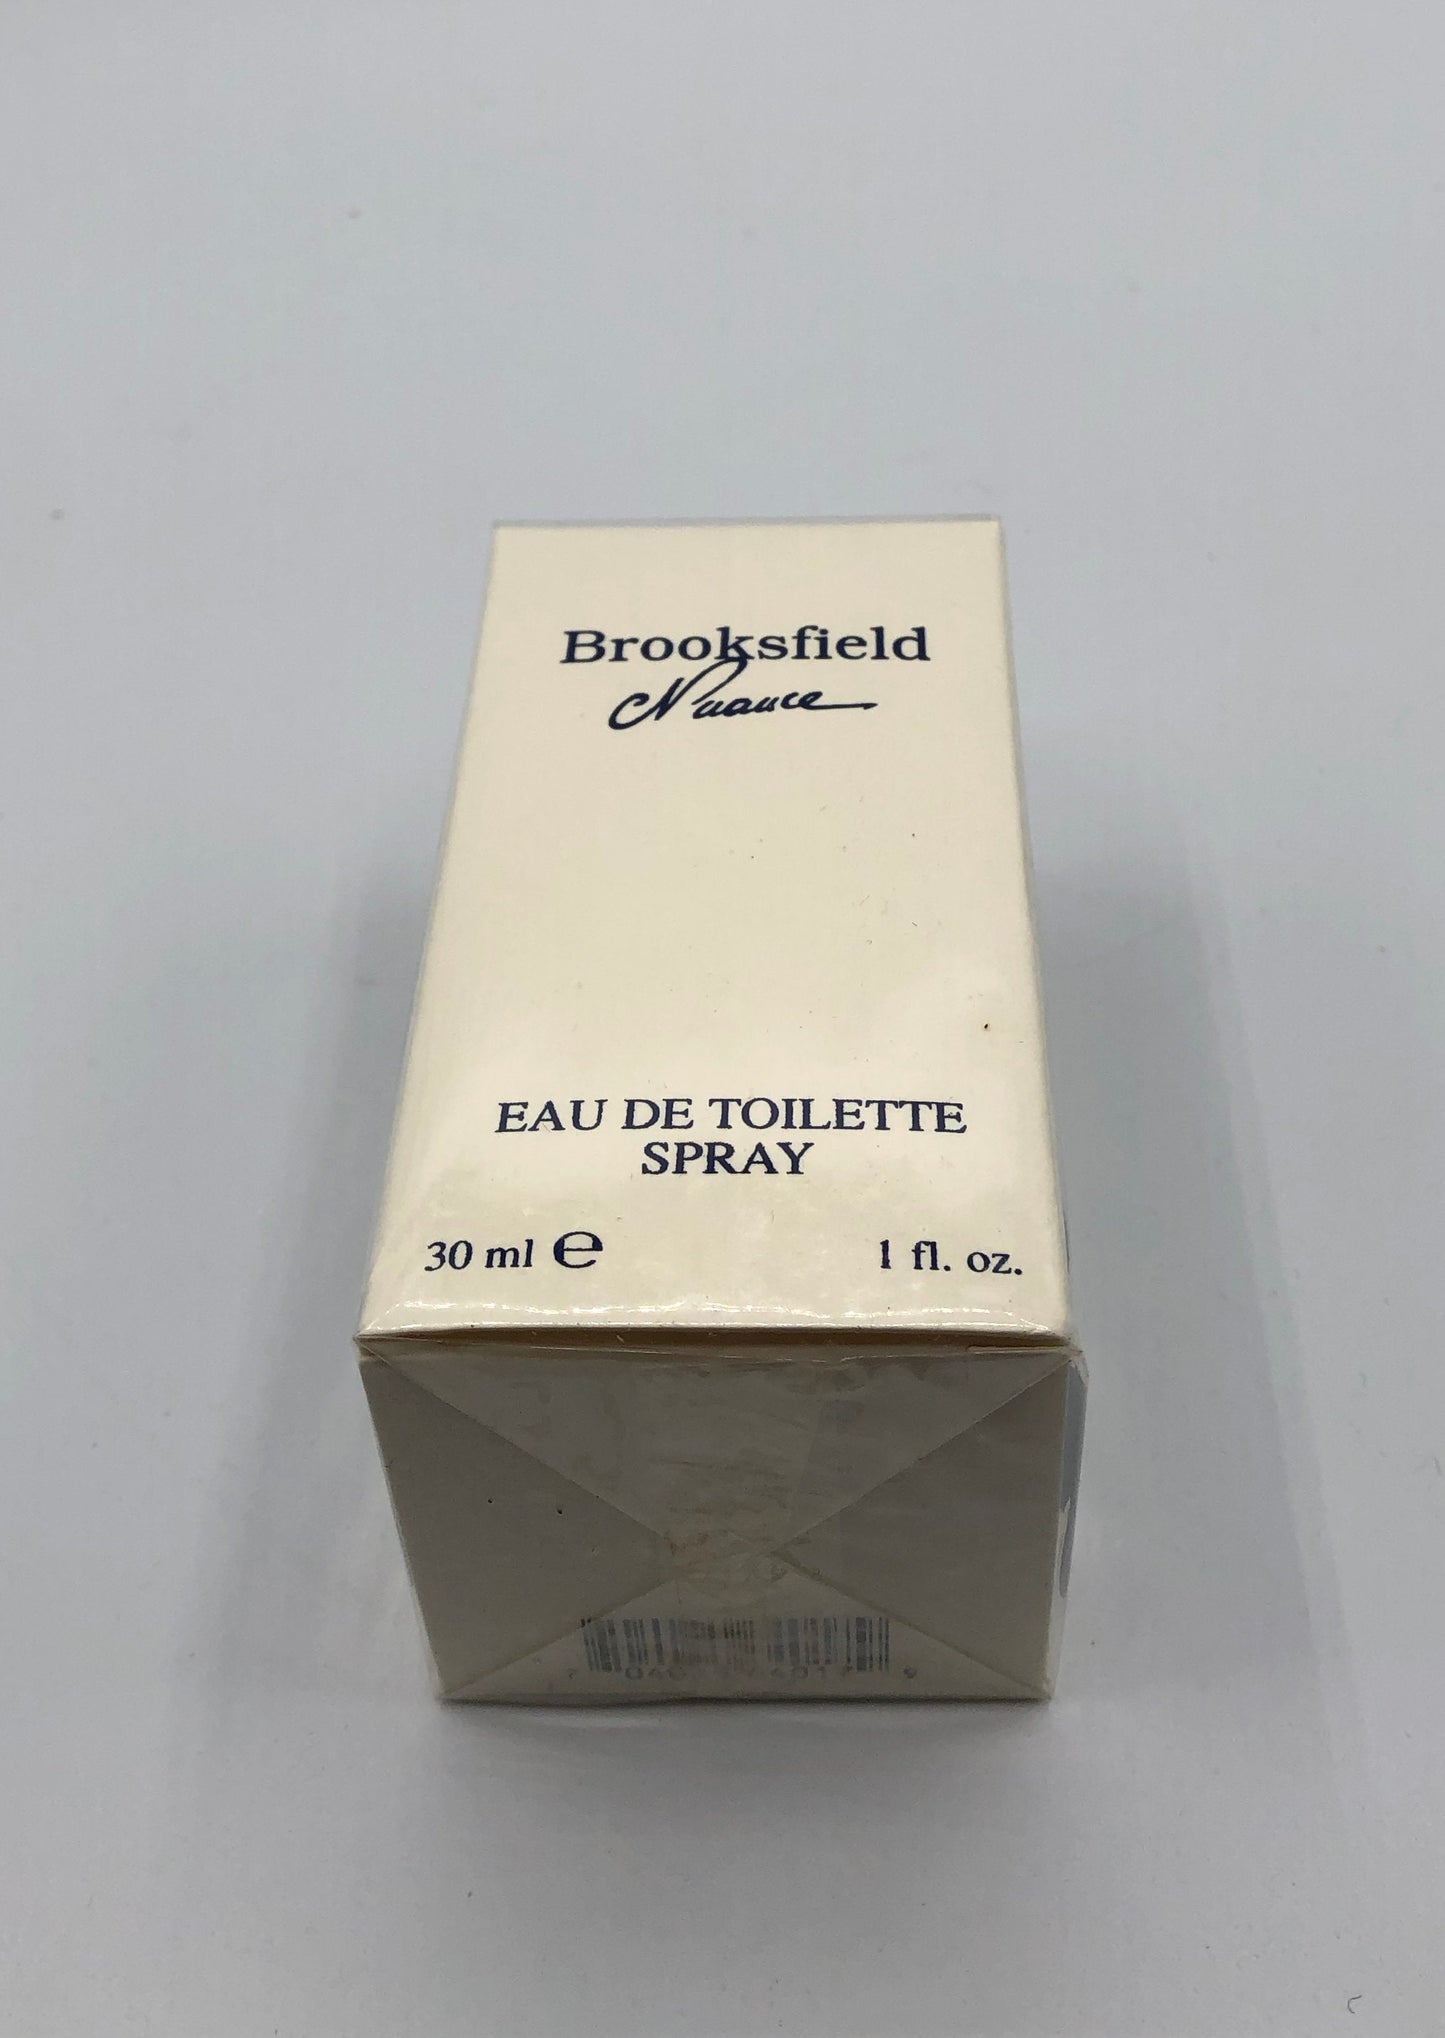 Brooksfield
Nuance
EAU DE TOILETTE
SPRAY
30 ml ℮
1 fl. oz.